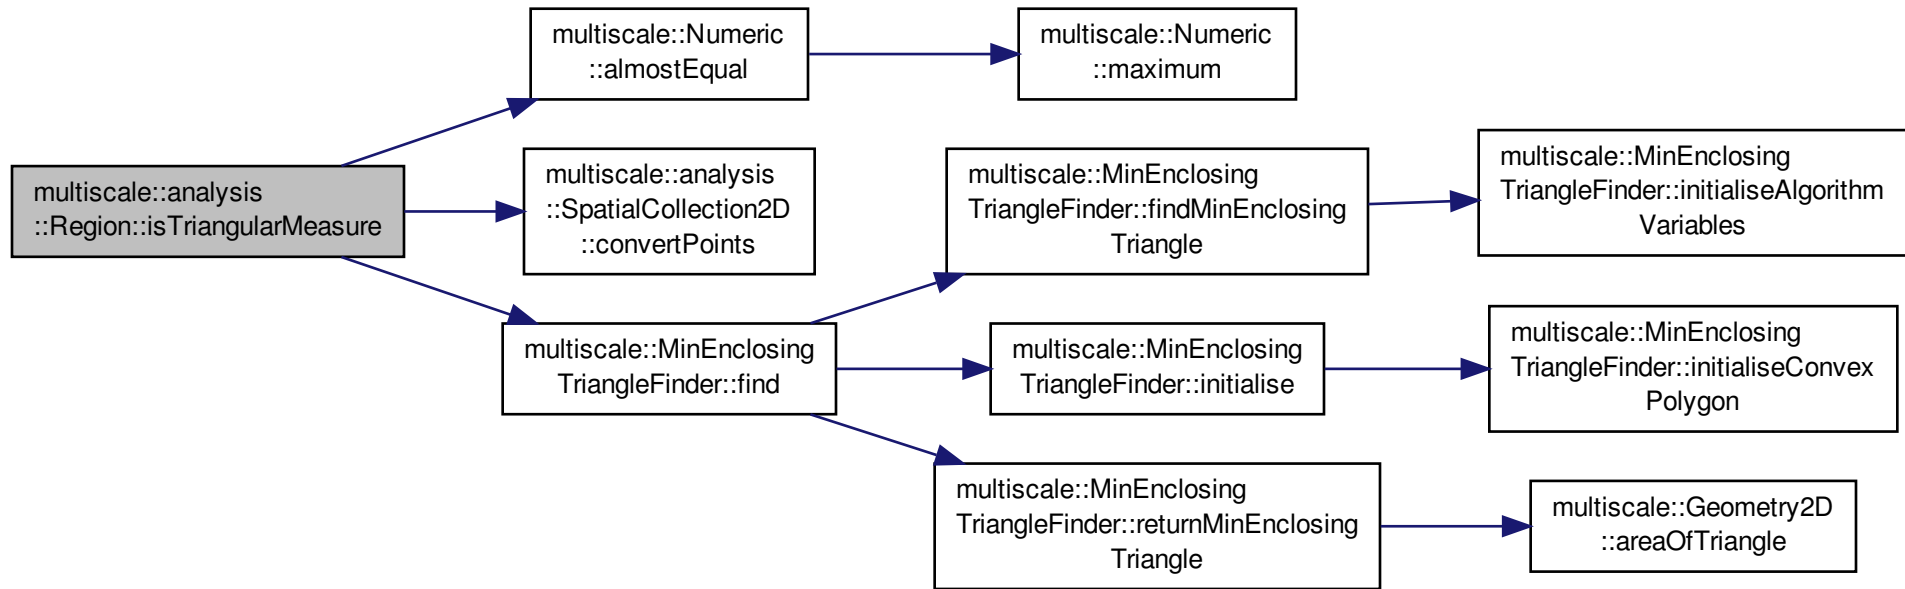 multiscale::Numeric
::almostEqual
multiscale::Numeric
::maximum
multiscale::analysis
::Region::isTriangularMeasure
multiscale::analysis
::SpatialCollection2D
::convertPoints
multiscale::MinEnclosing
TriangleFinder::findMinEnclosing
Triangle
multiscale::MinEnclosing
TriangleFinder::initialiseAlgorithm
Variables
multiscale::MinEnclosing
TriangleFinder::find
multiscale::MinEnclosing
TriangleFinder::initialise
multiscale::MinEnclosing
TriangleFinder::initialiseConvex
Polygon
multiscale::MinEnclosing
TriangleFinder::returnMinEnclosing
Triangle
multiscale::Geometry2D
::areaOfTriangle